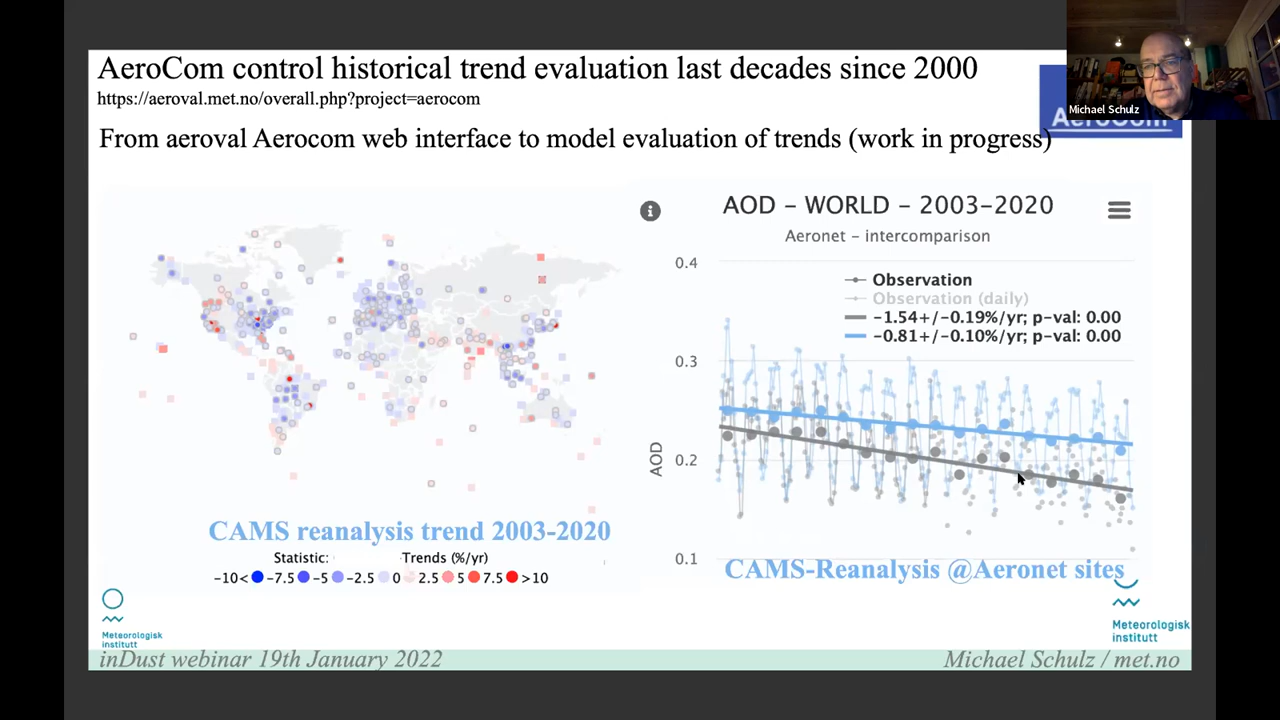 AeroCom control historical trend evaluation last decades since 2000
https://aeroval.met.no/overall.php?project=aerocom
From aeroval Aerocom web interface to model evaluation of trends (work in progress)
Michael Schulz
AeroCom
AOD – WORLD – 2003–2020
Aeronet – intercomparison
Observation
Observation (daily)
−1.54+/−0.19%/yr; p-val: 0.00
−0.81+/−0.10%/yr; p-val: 0.00
0.4
0.3
0.2
0.1
AOD
CAMS-Reanalysis @Aeronet sites
CAMS reanalysis trend 2003-2020
Statistic: Trends (%/yr)
−10< −7.5 −5 −2.5 0 2.5 5 7.5 >10
Meteorologisk
institutt
Meteorologisk
institutt
inDust webinar 19th January 2022
Michael Schulz / met.no